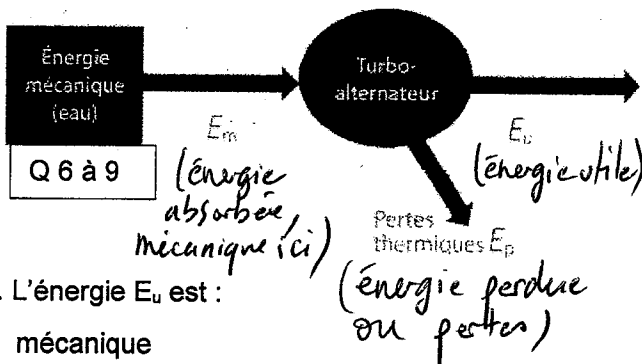 Énergie
mécanique
(eau)
Turbo-
alternateur
Em
Eu
Q 6 à 9
(énergie
absorbée,
mécanique ici)
(énergie utile)
Pertes
thermiques Ep
(énergie perdue
ou pertes)
. L'énergie Eu est :
mécanique